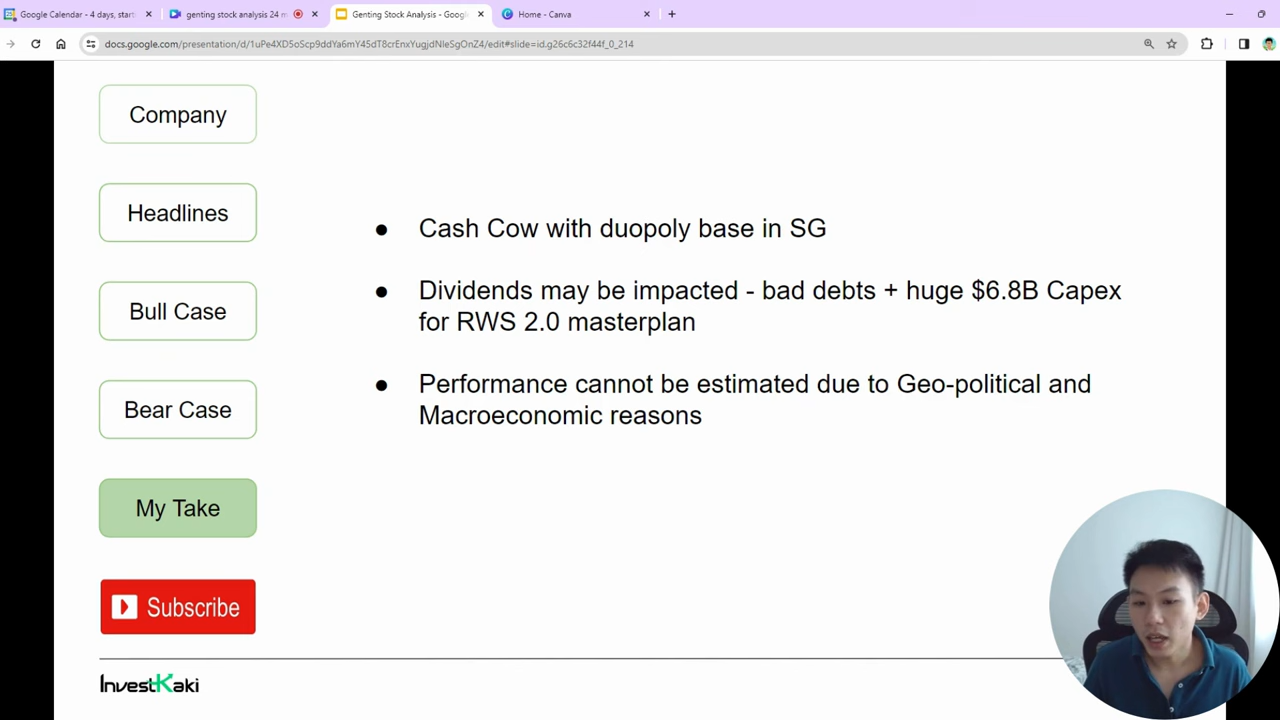 Google Calendar - 4 days, start
genting stock analysis 24 m
Genting Stock Analysis - Goog
Home - Canva
docs.google.com/presentation/d/1uPe4XD5oScp9ddYa6mY45dT8crEnxYugjdNleSgOnZ4/edit#slide=id.g26c6c32f44f_0_214
Company
Headlines
Bull Case
Bear Case
My Take
Subscribe
● Cash Cow with duopoly base in SG
● Dividends may be impacted - bad debts + huge $6.8B Capex
for RWS 2.0 masterplan
● Performance cannot be estimated due to Geo-political and
Macroeconomic reasons
InvestKaki